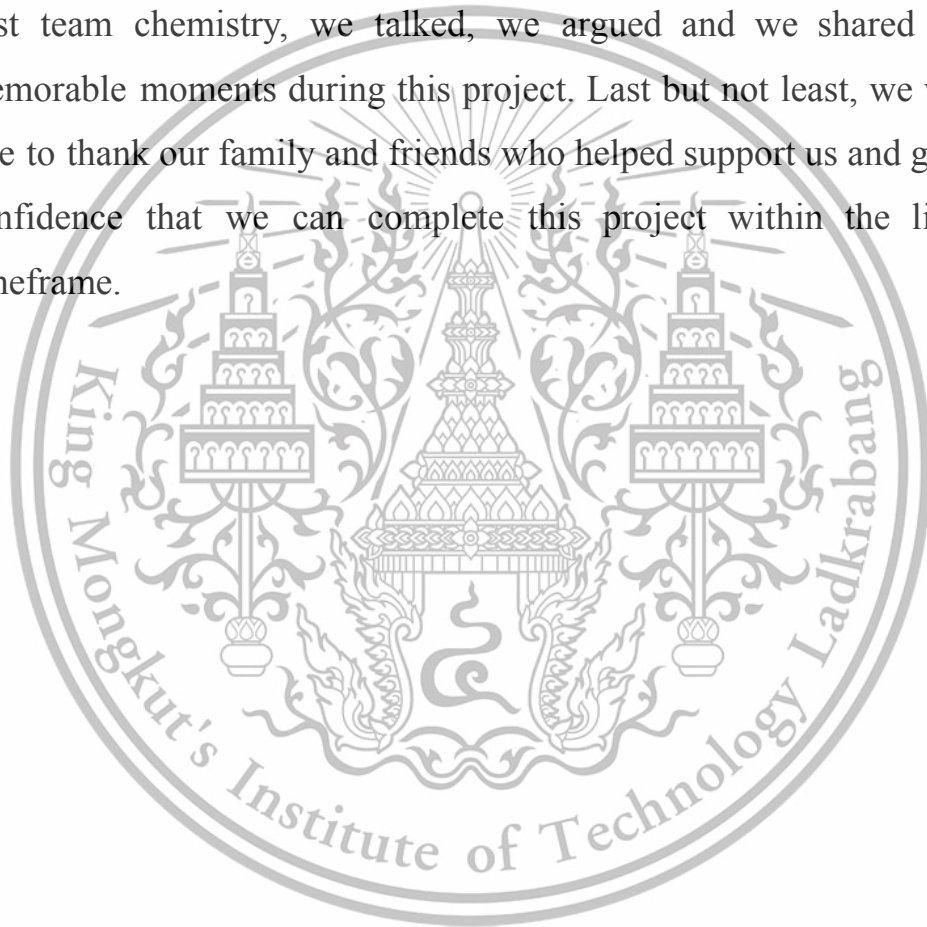 st team chemistry, we talked, we argued and we shared
emorable moments during this project. Last but not least, we
e to thank our family and friends who helped support us and g
nfidence that we can complete this project within the li
neframe.
King Mongkut's Institute of Technology Ladkrabang
๔